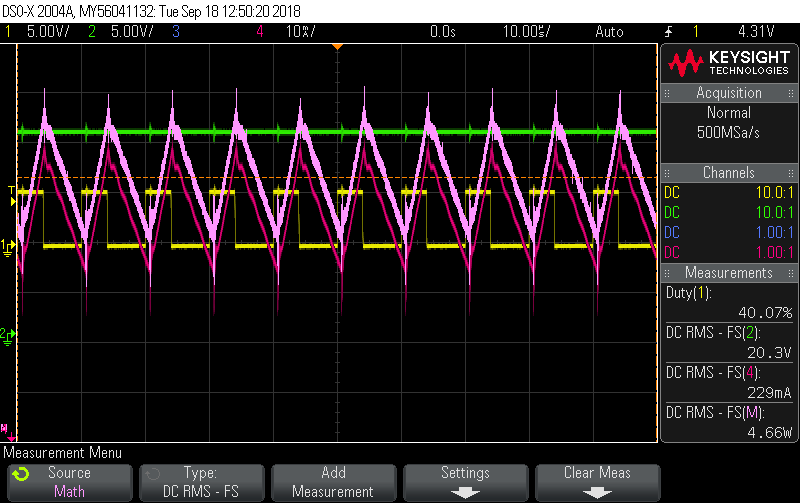 DSO-X 2004A, MY56041132: Tue Sep 18 12:50:20 2018
1 5.00V/ 2 5.00V/ 3 4 10㏛/ 0.0s 10.00㎲/ Auto 1 4.31V
KEYSIGHT
TECHNOLOGIES
Acquisition
Normal
500MSa/s
Channels
DC 10.0:1
DC 10.0:1
DC 1.00:1
DC 1.00:1
Measurements
Duty(1):
40.07%
DC RMS - FS(2):
20.3V
DC RMS - FS(4):
229mA
DC RMS - FS(M):
4.66W
T
1
2
M
Measurement Menu
Source
Math
Type:
DC RMS - FS
Add
Measurement
Settings
Clear Meas